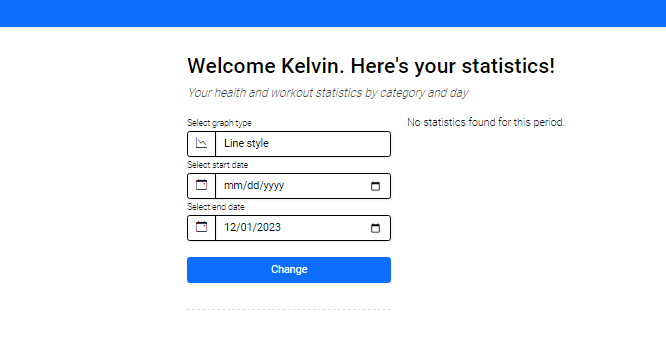 Welcome Kelvin. Here's your statistics!
Your health and workout statistics by category and day
Select graph type
Line style
Select start date
mm/dd/yyyy
Select end date
12/01/2023
Change
No statistics found for this period.